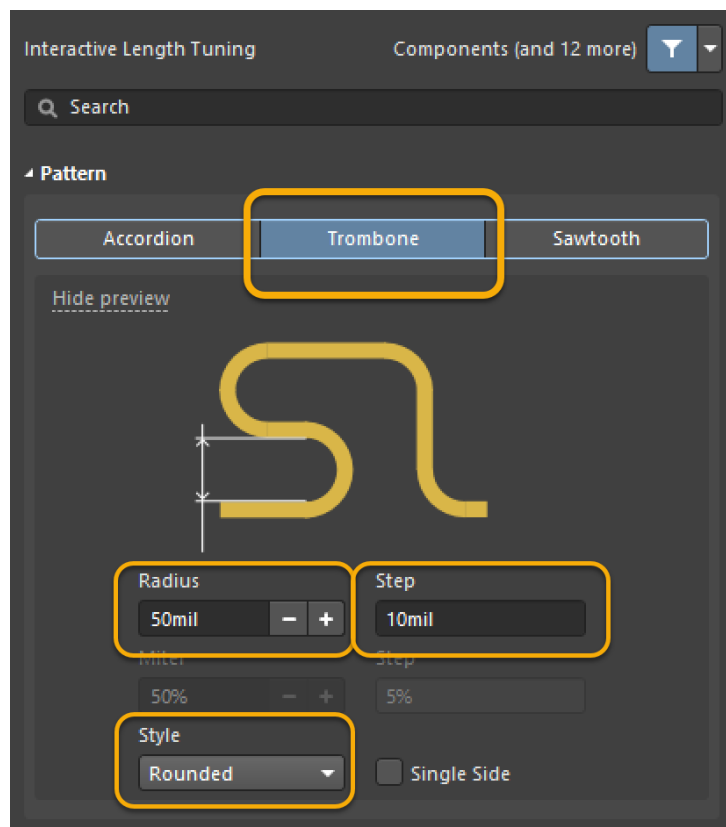 Interactive Length Tuning Components (and 12 more)
Search
Pattern
Accordion Trombone Sawtooth
Hide preview
Radius Step
50mil 10mil
Miter Step
50% 5%
Style
Rounded Single Side